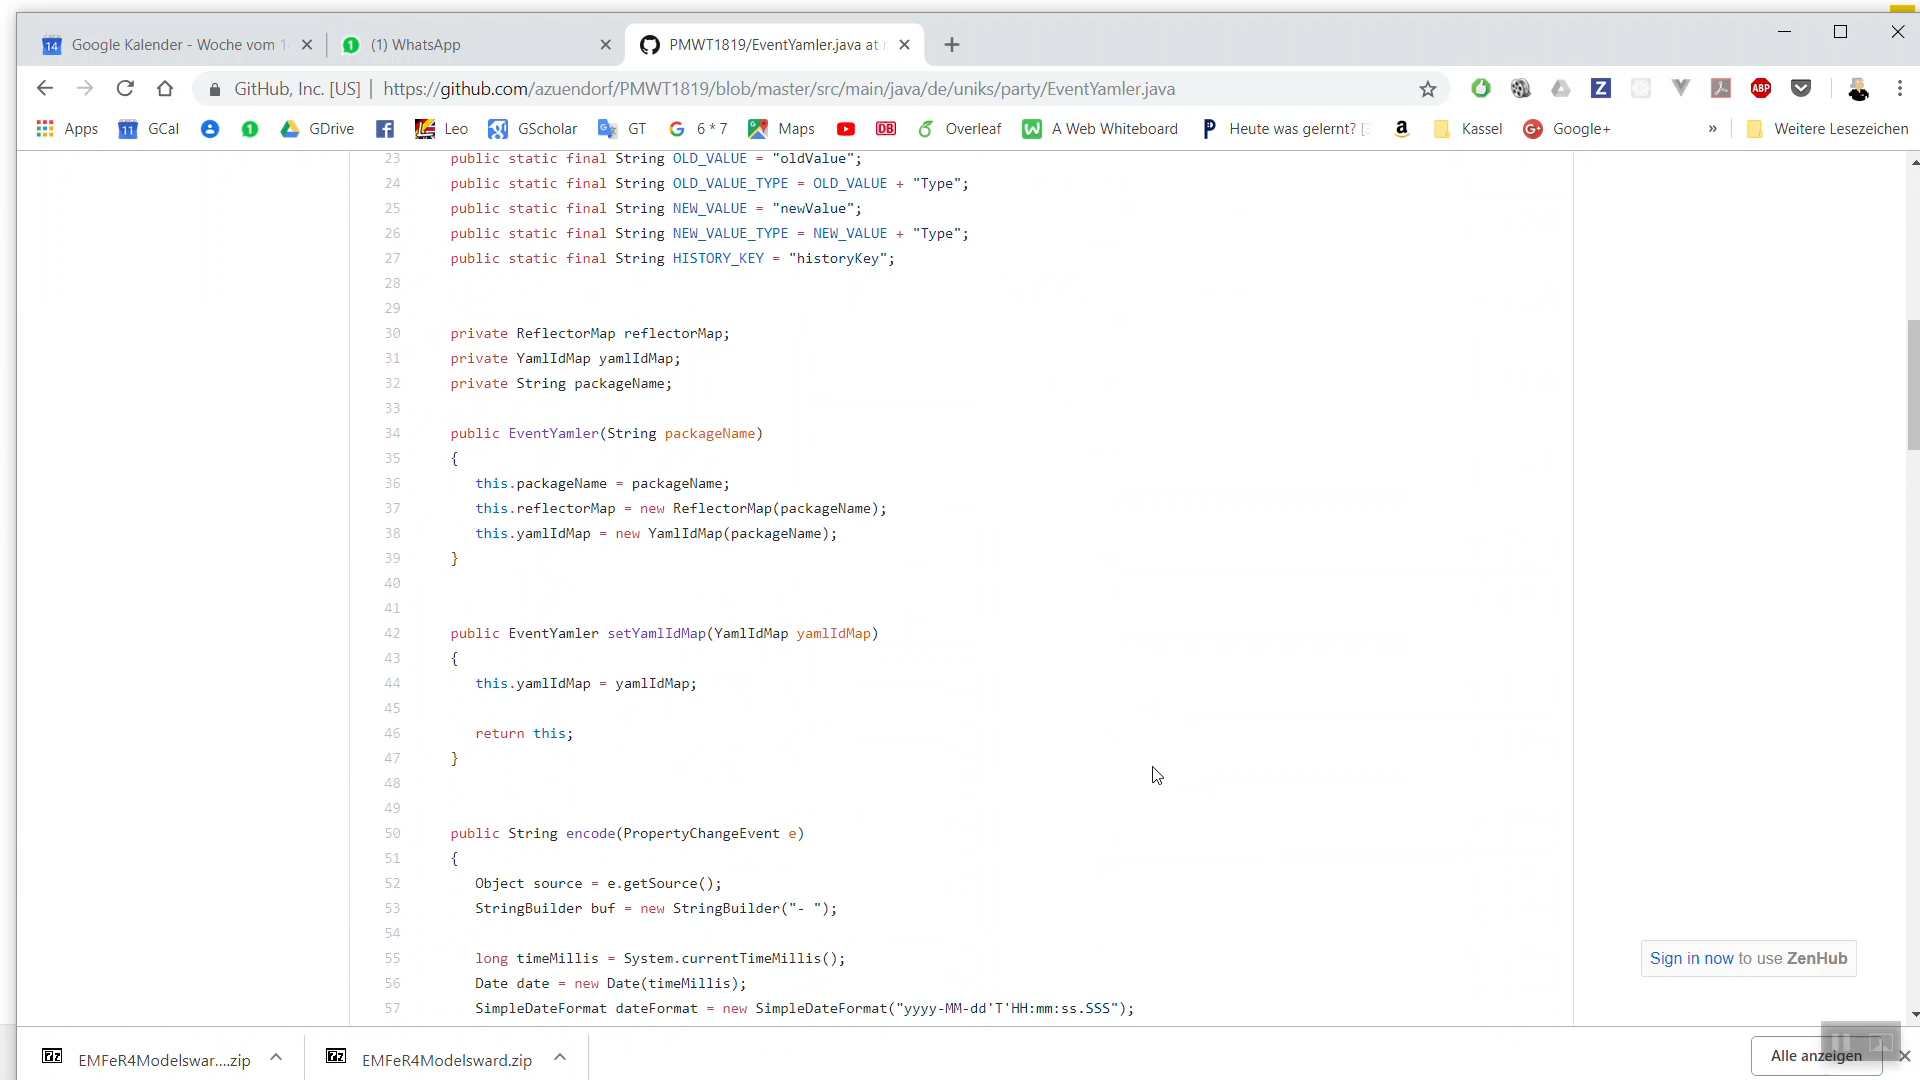 14 Google Kalender - Woche vom 1
1 (1) WhatsApp
PMWT1819/EventYamler.java at
GitHub, Inc. [US] | https://github.com/azuendorf/PMWT1819/blob/master/src/main/java/de/uniks/party/EventYamler.java
Z ABP
Apps 11 GCal 1 GDrive Leo GScholar GT 6 * 7 Maps DB Overleaf A Web Whiteboard Heute was gelernt? [ Kassel Google+ » Weitere Lesezeichen
23 public static final String OLD_VALUE = "oldValue";
24 public static final String OLD_VALUE_TYPE = OLD_VALUE + "Type";
25 public static final String NEW_VALUE = "newValue";
26 public static final String NEW_VALUE_TYPE = NEW_VALUE + "Type";
27 public static final String HISTORY_KEY = "historyKey";
28
29
30 private ReflectorMap reflectorMap;
31 private YamlIdMap yamlIdMap;
32 private String packageName;
33
34 public EventYamler(String packageName)
35 {
36 this.packageName = packageName;
37 this.reflectorMap = new ReflectorMap(packageName);
38 this.yamlIdMap = new YamlIdMap(packageName);
39 }
40
41
42 public EventYamler setYamlIdMap(YamlIdMap yamlIdMap)
43 {
44 this.yamlIdMap = yamlIdMap;
45
46 return this;
47 }
48
49
50 public String encode(PropertyChangeEvent e)
51 {
52 Object source = e.getSource();
53 StringBuilder buf = new StringBuilder("- ");
54
55 long timeMillis = System.currentTimeMillis();
56 Date date = new Date(timeMillis);
57 SimpleDateFormat dateFormat = new SimpleDateFormat("yyyy-MM-dd'T'HH:mm:ss.SSS");
Sign in now to use ZenHub
7z EMFeR4Modelswar....zip 7z EMFeR4Modelsward.zip Alle anzeigen